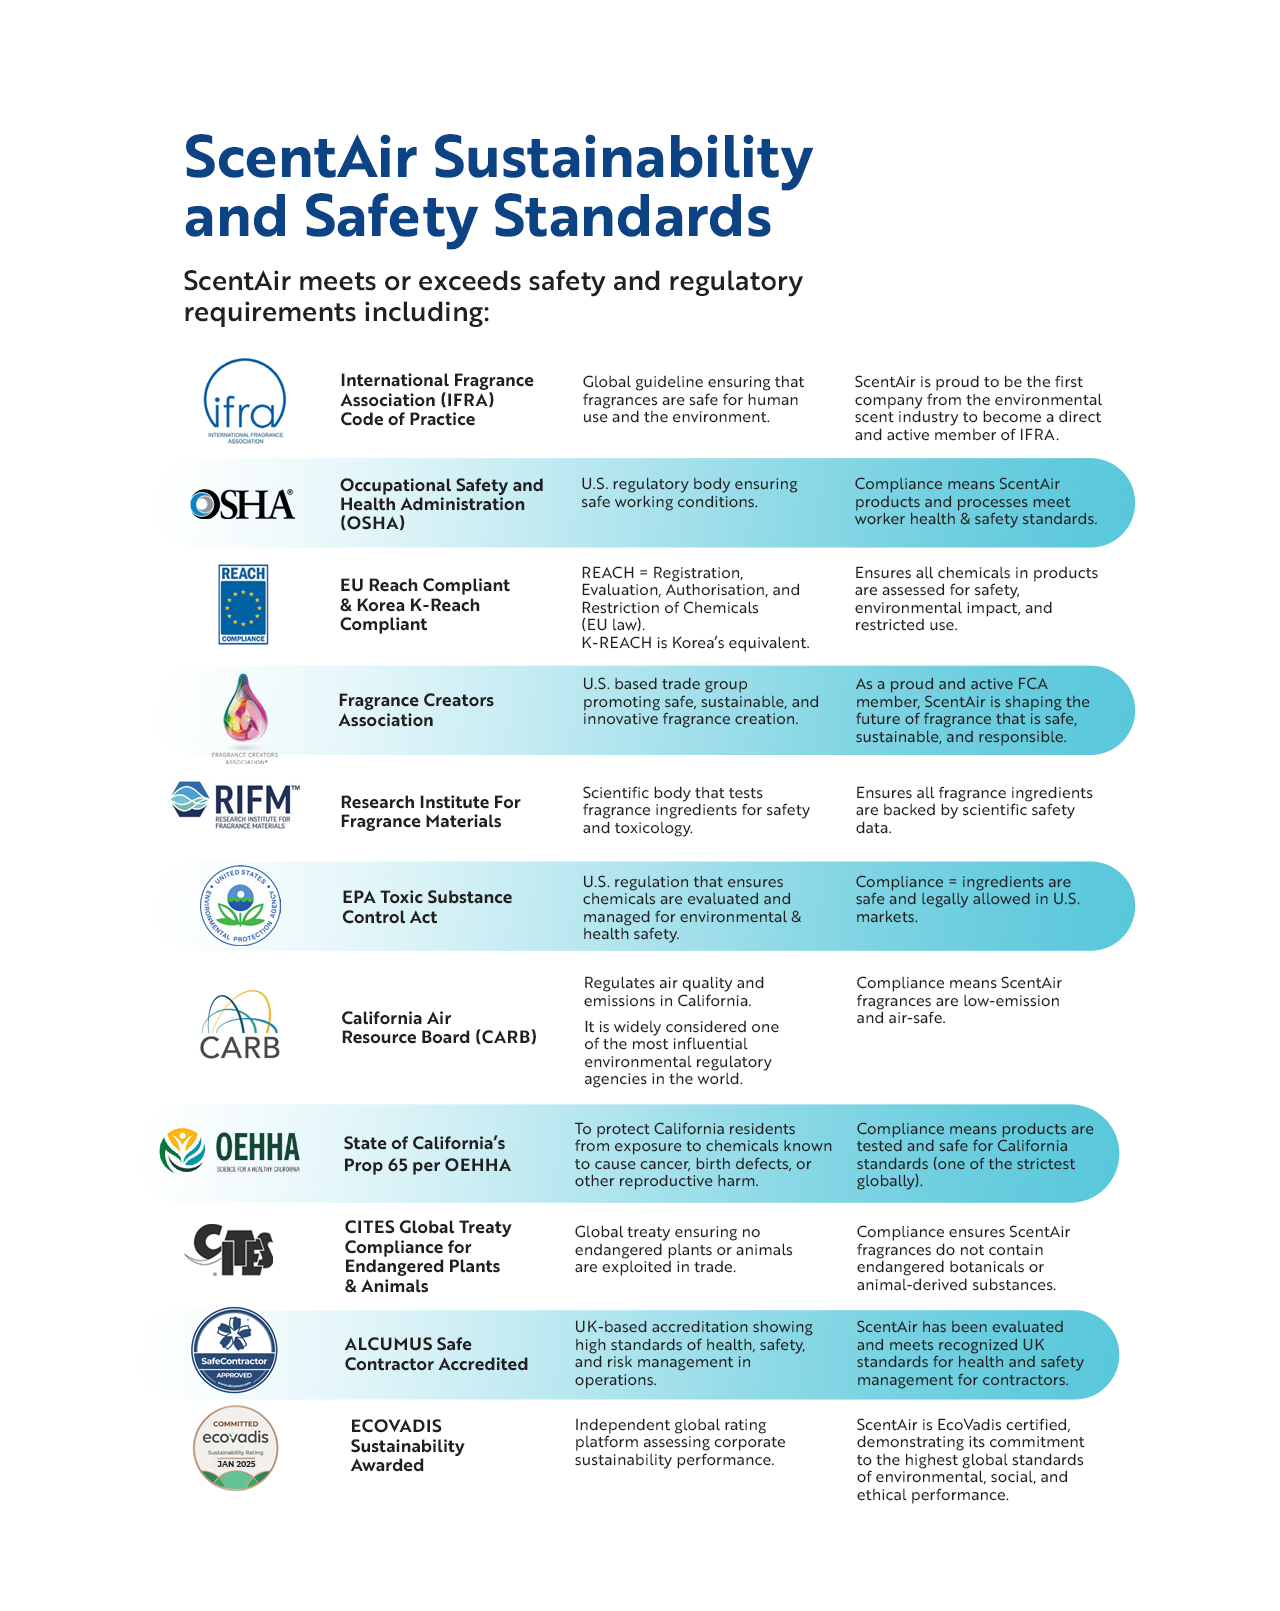 ScentAir Sustainability
and Safety Standards
ScentAir meets or exceeds safety and regulatory
requirements including:
ifra
INTERNATIONAL FRAGRANCE
ASSOCIATION
International Fragrance
Association (IFRA)
Code of Practice
Global guideline ensuring that
fragrances are safe for human
use and the environment.
ScentAir is proud to be the first
company from the environmental
scent industry to become a direct
and active member of IFRA.
OSHA®
Occupational Safety and
Health Administration
(OSHA)
U.S. regulatory body ensuring
safe working conditions.
Compliance means ScentAir
products and processes meet
worker health & safety standards.
REACH
COMPLIANCE
EU Reach Compliant
& Korea K-Reach
Compliant
REACH = Registration,
Evaluation, Authorisation, and
Restriction of Chemicals
(EU law).
K-REACH is Korea’s equivalent.
Ensures all chemicals in products
are assessed for safety,
environmental impact, and
restricted use.
FRAGRANCE CREATORS
ASSOCIATION®
Fragrance Creators
Association
U.S. based trade group
promoting safe, sustainable, and
innovative fragrance creation.
As a proud and active FCA
member, ScentAir is shaping the
future of fragrance that is safe,
sustainable, and responsible.
RIFM™
RESEARCH INSTITUTE FOR
FRAGRANCE MATERIALS
Research Institute For
Fragrance Materials
Scientific body that tests
fragrance ingredients for safety
and toxicology.
Ensures all fragrance ingredients
are backed by scientific safety
data.
UNITED STATES
ENVIRONMENTAL PROTECTION AGENCY
EPA Toxic Substance
Control Act
U.S. regulation that ensures
chemicals are evaluated and
managed for environmental &
health safety.
Compliance = ingredients are
safe and legally allowed in U.S.
markets.
CARB
California Air
Resource Board (CARB)
Regulates air quality and
emissions in California.
It is widely considered one
of the most influential
environmental regulatory
agencies in the world.
Compliance means ScentAir
fragrances are low-emission
and air-safe.
OEHHA
SCIENCE FOR A HEALTHY CALIFORNIA
State of California’s
Prop 65 per OEHHA
To protect California residents
from exposure to chemicals known
to cause cancer, birth defects, or
other reproductive harm.
Compliance means products are
tested and safe for California
standards (one of the strictest
globally).
CITES
®
CITES Global Treaty
Compliance for
Endangered Plants
& Animals
Global treaty ensuring no
endangered plants or animals
are exploited in trade.
Compliance ensures ScentAir
fragrances do not contain
endangered botanicals or
animal-derived substances.
SafeContractor
APPROVED
www.alcumus.com
ALCUMUS Safe
Contractor Accredited
UK-based accreditation showing
high standards of health, safety,
and risk management in
operations.
ScentAir has been evaluated
and meets recognized UK
standards for health and safety
management for contractors.
COMMITTED
ecovadis
Sustainability Rating
JAN 2025
ECOVADIS
Sustainability
Awarded
Independent global rating
platform assessing corporate
sustainability performance.
ScentAir is EcoVadis certified,
demonstrating its commitment
to the highest global standards
of environmental, social, and
ethical performance.